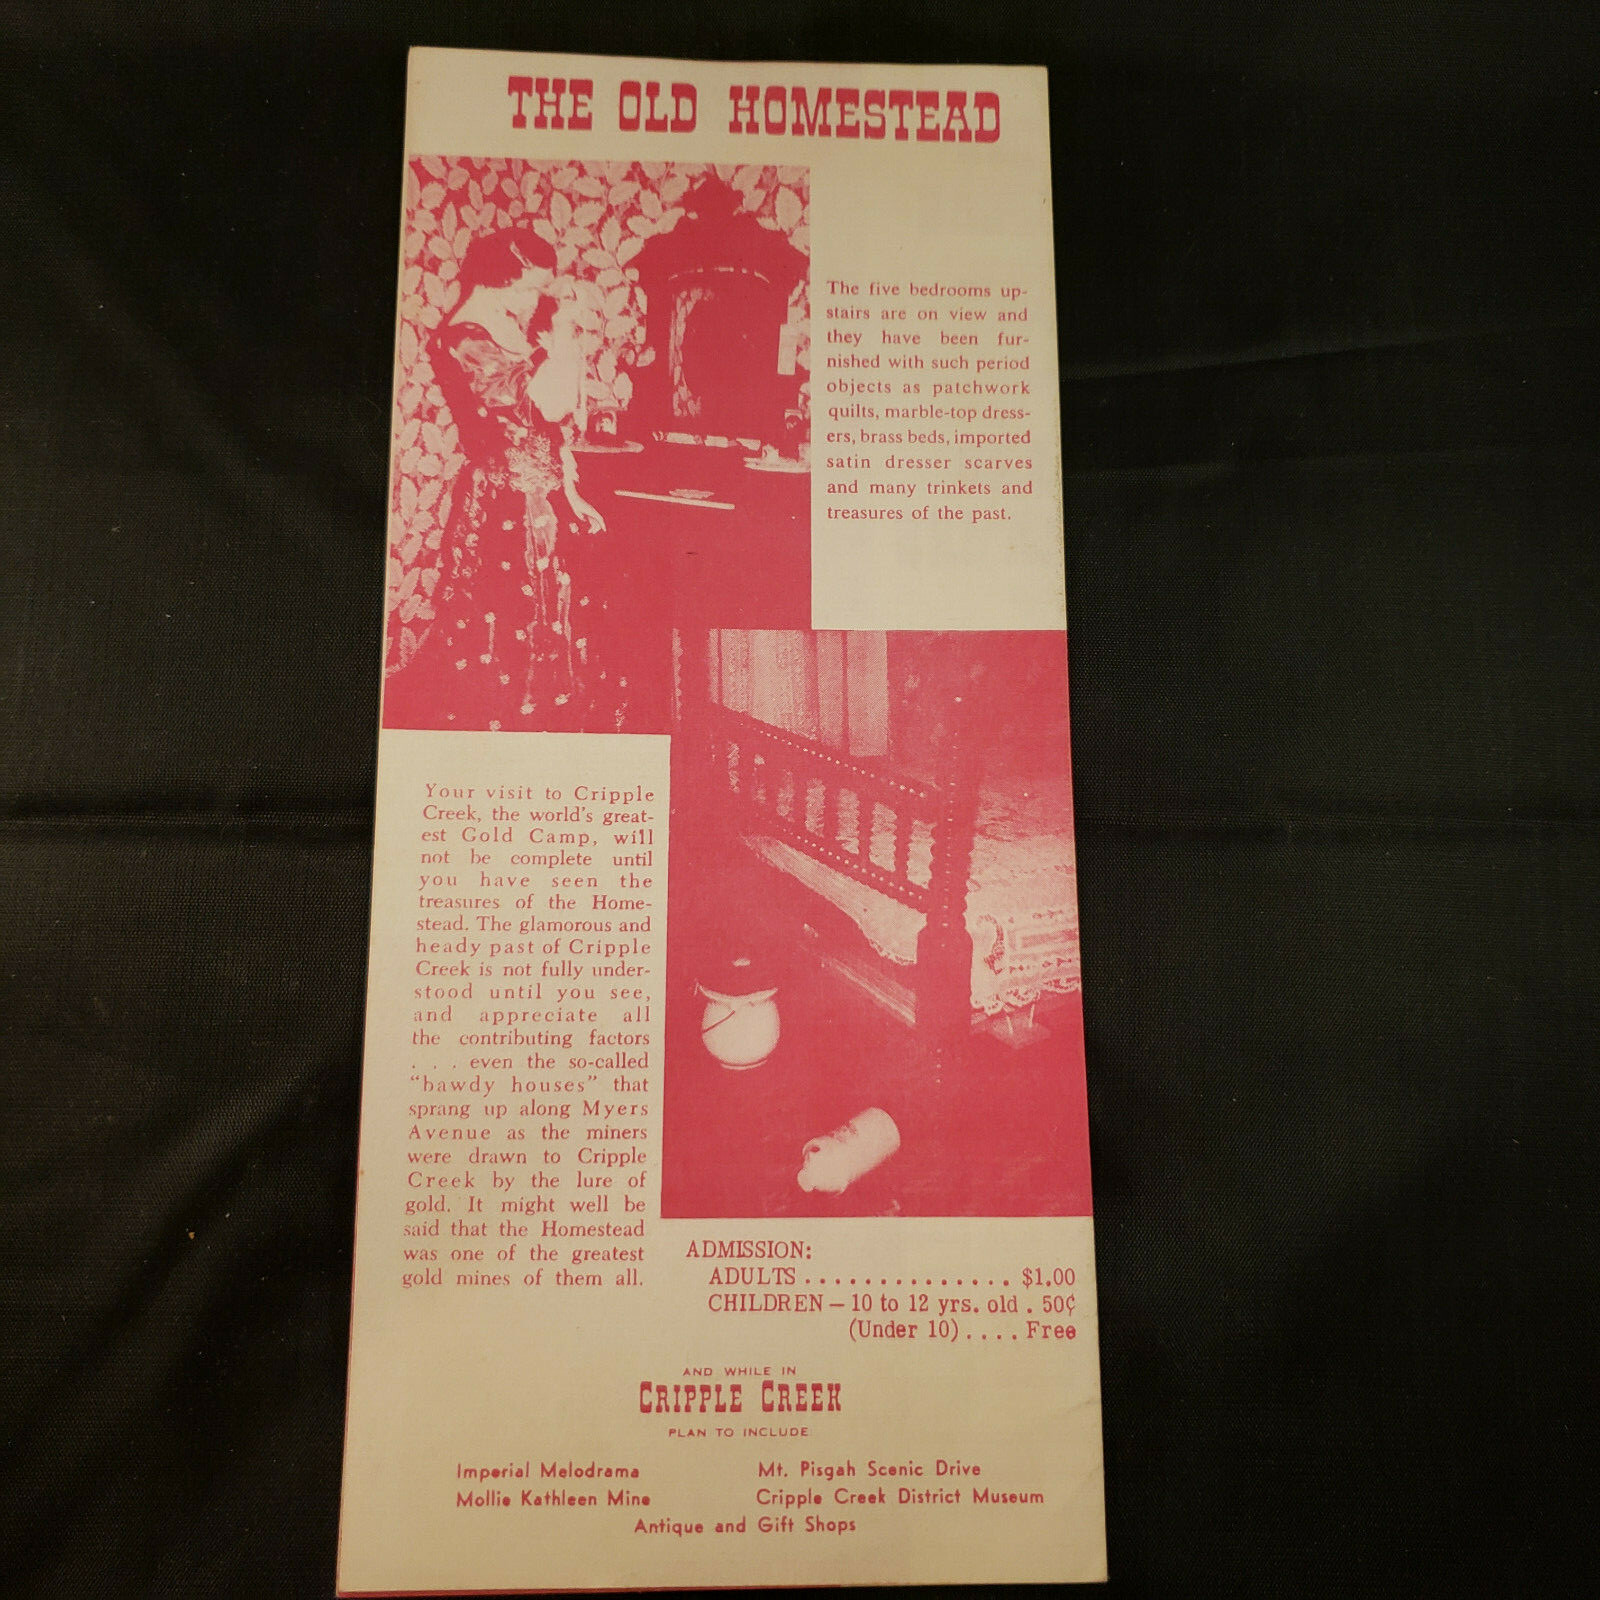 THE OLD HOMESTEAD
The five bedrooms up-
stairs are on view and
they have been fur-
nished with such period
objects as patchwork
quilts, marble-top dress-
ers, brass beds, imported
satin dresser scarves
and many trinkets and
treasures of the past.
Your visit to Cripple
Creek, the world's great-
est Gold Camp, will
not be complete until
you have seen the
treasures of the Home-
stead. The glamorous and
heady past of Cripple
Creek is not fully under-
stood until you see,
and appreciate all
the contributing factors
. . . even the so-called
"bawdy houses" that
sprang up along Myers
Avenue as the miners
were drawn to Cripple
Creek by the lure of
gold. It might well be
said that the Homestead
was one of the greatest
gold mines of them all.
ADMISSION:
ADULTS . . . . . . . . . . . . . . $1.00
CHILDREN – 10 to 12 yrs. old . 50¢
(Under 10) . . . . Free
AND WHILE IN
CRIPPLE CREEK
PLAN TO INCLUDE
Imperial Melodrama Mt. Pisgah Scenic Drive
Mollie Kathleen Mine Cripple Creek District Museum
Antique and Gift Shops